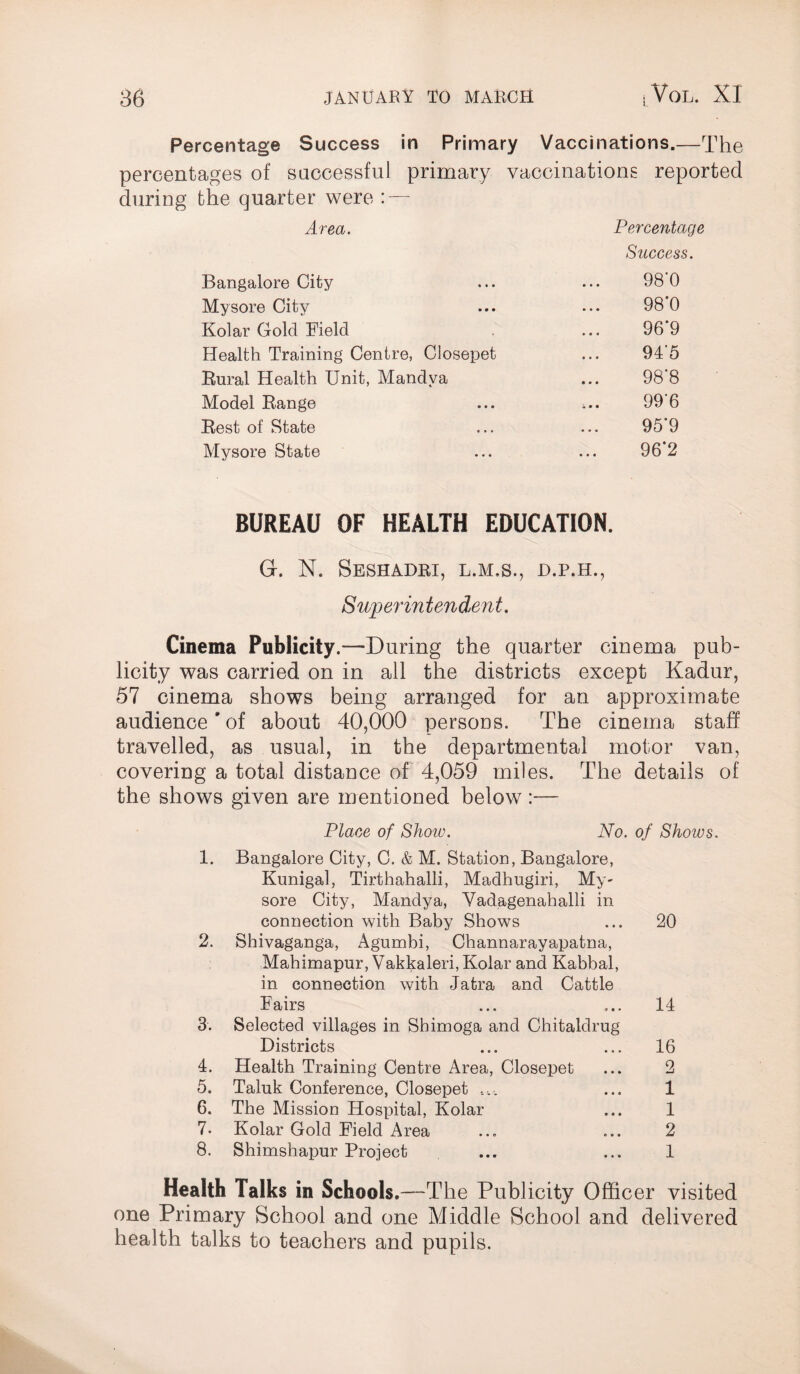 36 JANUARY TO MARCH [VOL. XI
Percentage Success in Primary Vaccinations.—The
percentages of successful primary vaccinations reported
during the quarter were :—
Area. Percentage
Success.
Bangalore City ... ... 98·0
Mysore City ... ... 98·0
Kolar Gold Field ... 96·9
Health Training Centre, Closepet ... 94·5
Rural Health Unit, Mandya ... 98·8
Model Range ... ... 99·6
Rest of State ... ... 95·9
Mysore State ... ... 96·2
BUREAU OF HEALTH EDUCATION.
G. N. SESHADRI, L.M.S., D.P.H.,
Superintendent.
Cinema Publicity.—During the quarter cinema pub-
licity was carried on in all the districts except Kadur,
57 cinema shows being arranged for an approximate
audience of about 40,000 persons. The cinema staff
travelled, as usual, in the departmental motor van,
covering a total distance of 4,059 miles. The details of
the shows given are mentioned below :—
Place of Show. No. of Shows.
1. Bangalore City, C. & M. Station, Bangalore,
Kunigal, Tirthahalli, Madhugiri, My-
sore City, Mandya, Vadagenahalli in
connection with Baby Shows ... 20
2. Shivaganga, Agumbi, Channarayapatna,
Mahimapur, Vakkaleri, Kolar and Kabbal,
in connection with Jatra and Cattle
Fairs ... ... 14
3. Selected villages in Shimoga and Chitaldrug
Districts ... ... 16
4. Health Training Centre Area, Closepet ... 2
5. Taluk Conference, Closepet ... ... 1
6. The Mission Hospital, Kolar ... 1
7. Kolar Gold Field Area ... ... 2
8. Shimshapur Project ... ... 1
Health Talks in Schools.—The Publicity Officer visited
one Primary School and one Middle School and delivered
health talks to teachers and pupils.